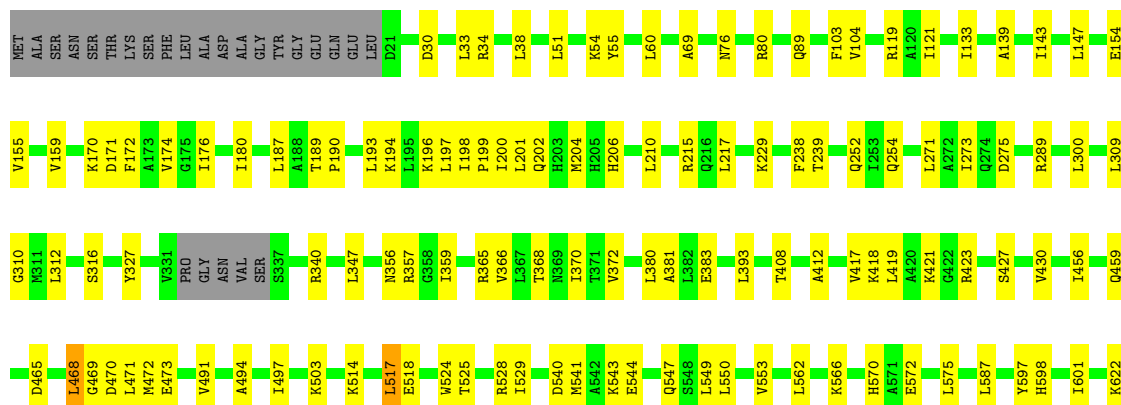 MET ALA SER ASN SER THR LYS SER PHE LEU ALA ASP ALA GLY TYR GLY GLU GLN GLU LEU D21 D30 L33 R34 L38 L51 K54 Y55 L60 A69 N76 R80 Q89 F103 V104 R119 A120 I121 I133 A139 I143 L147 E154
V155 V159 K170 D171 F172 A173 V174 G175 I176 I180 L187 A188 T189 P190 L193 K194 L195 K196 L197 I198 P199 I200 L201 Q202 H203 M204 H205 H206 L210 R215 Q216 L217 K229 F238 T239 Q252 I253 Q254 L271 A272 I273 Q274 D275 R289 L300 L309
G310 M311 L312 S316 Y327 V331 PRO GLY ASN VAL SER S337 R340 L347 N356 R357 G358 I359 R365 V366 L367 T368 N369 I370 T371 V372 L380 A381 L382 E383 L393 T408 A412 V417 K418 L419 A420 K421 G422 R423 S427 V430 I456 Q459
D465 L468 G469 D470 L471 M472 E473 V491 A494 I497 K503 K514 L517 E518 W524 T525 R528 I529 D540 M541 A542 K543 E544 Q547 S548 L549 L550 V553 L562 K566 H570 A571 E572 L575 L587 Y597 H598 I601 K622